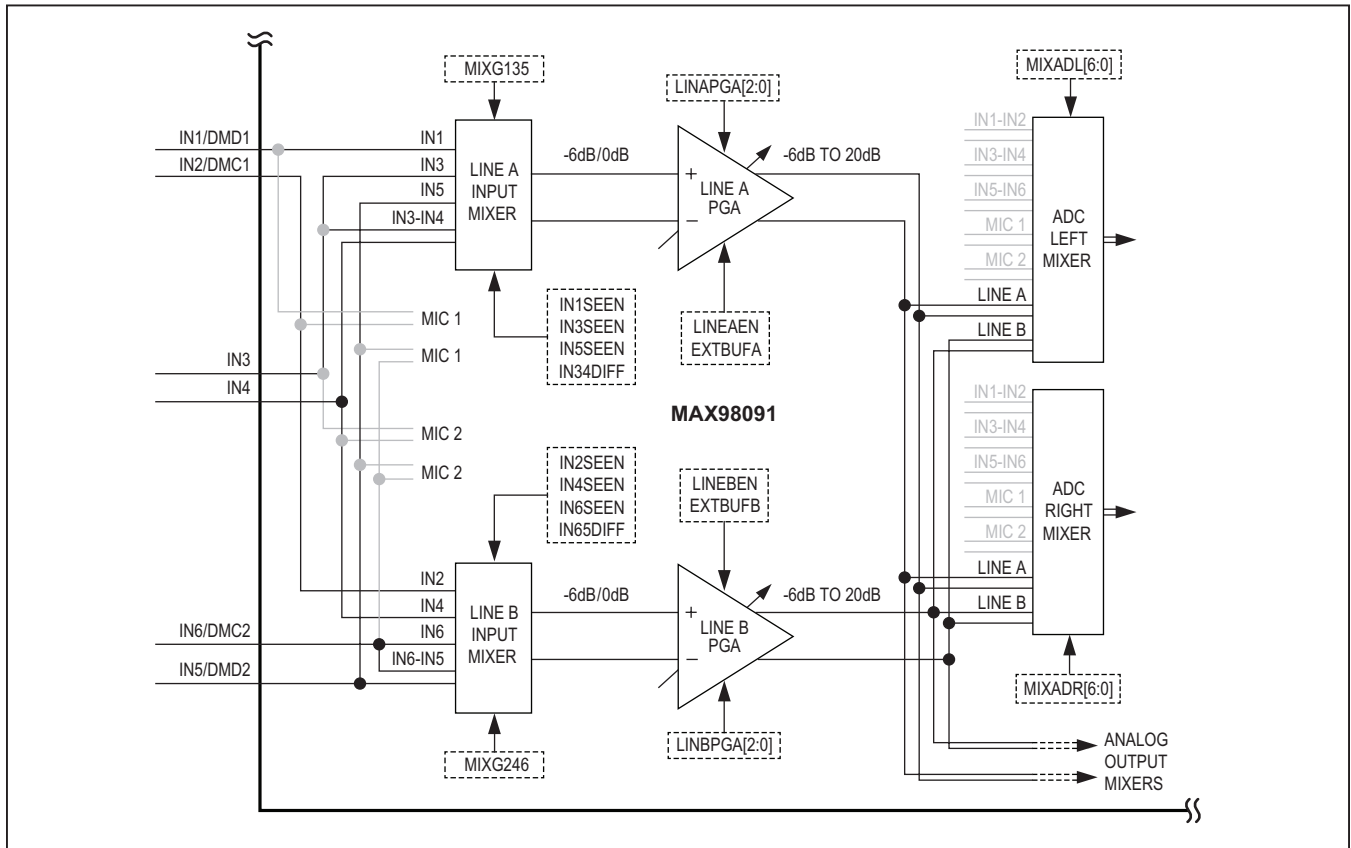 MIXG135
LINAPGA[2:0]
MIXADL[6:0]
IN1/DMD1
IN2/DMC1
IN1
IN3
IN5
IN3-IN4
LINE A
INPUT
MIXER
-6dB/0dB
+
−
LINE A
PGA
-6dB TO 20dB
IN1-IN2
IN3-IN4
IN5-IN6
MIC 1
MIC 2
LINE A
LINE B
ADC
LEFT
MIXER
MIC 1
MIC 1
IN1SEEN
IN3SEEN
IN5SEEN
IN34DIFF
LINEAEN
EXTBUFA
IN3
IN4
MAX98091
MIC 2
MIC 2
IN2SEEN
IN4SEEN
IN6SEEN
IN65DIFF
LINEBEN
EXTBUFB
IN1-IN2
IN3-IN4
IN5-IN6
MIC 1
MIC 2
LINE A
LINE B
ADC
RIGHT
MIXER
IN6/DMC2
IN5/DMD2
IN2
IN4
IN6
IN6-IN5
LINE B
INPUT
MIXER
-6dB/0dB
+
−
LINE B
PGA
-6dB TO 20dB
MIXG246
LINBPGA[2:0]
MIXADR[6:0]
ANALOG
OUTPUT
MIXERS